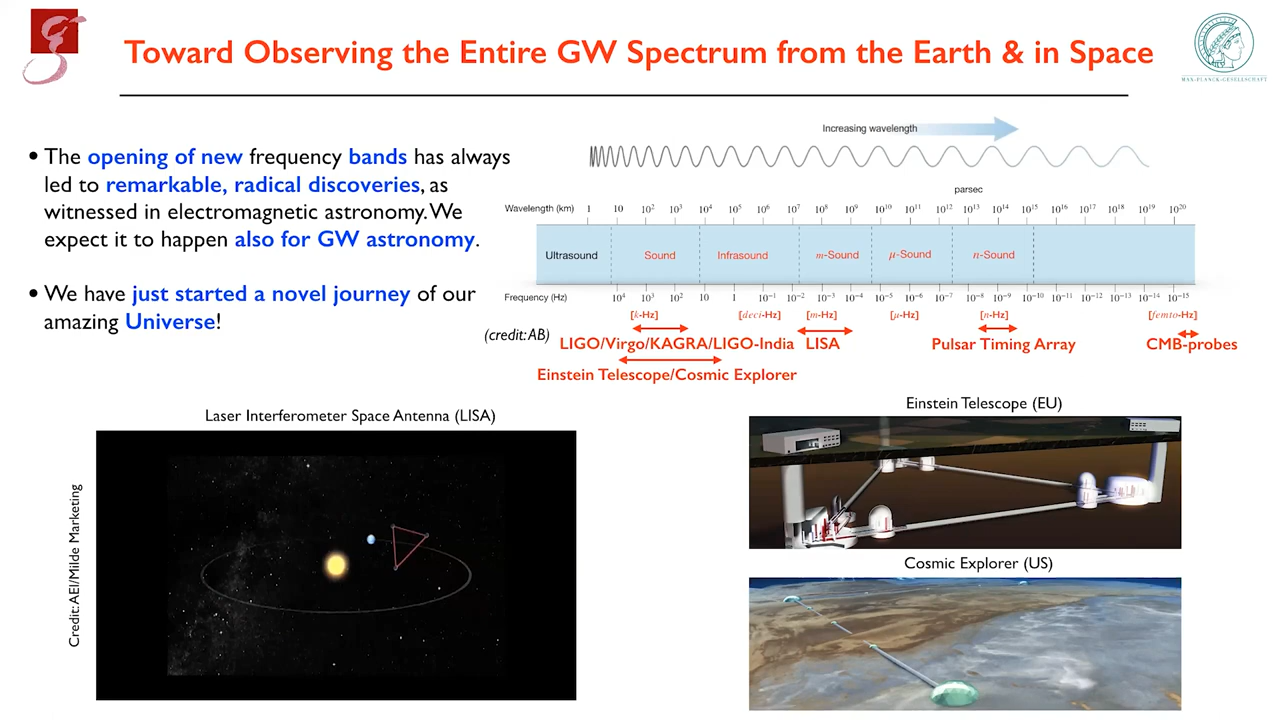 Toward Observing the Entire GW Spectrum from the Earth & in Space
MAX-PLANCK-GESELLSCHAFT
• The opening of new frequency bands has always
led to remarkable, radical discoveries, as
witnessed in electromagnetic astronomy. We
expect it to happen also for GW astronomy.
• We have just started a novel journey of our
amazing Universe!
Increasing wavelength
parsec
Wavelength (km) 1 10 10² 10³ 10⁴ 10⁵ 10⁶ 10⁷ 10⁸ 10⁹ 10¹⁰ 10¹¹ 10¹² 10¹³ 10¹⁴ 10¹⁵ 10¹⁶ 10¹⁷ 10¹⁸ 10¹⁹ 10²⁰
Ultrasound Sound Infrasound m-Sound μ-Sound n-Sound
Frequency (Hz) 10⁴ 10³ 10² 10 1 10⁻¹ 10⁻² 10⁻³ 10⁻⁴ 10⁻⁵ 10⁻⁶ 10⁻⁷ 10⁻⁸ 10⁻⁹ 10⁻¹⁰ 10⁻¹¹ 10⁻¹² 10⁻¹³ 10⁻¹⁴ 10⁻¹⁵
[k-Hz] [deci-Hz] [m-Hz] [μ-Hz] [n-Hz] [femto-Hz]
(credit: AB)
LIGO/Virgo/KAGRA/LIGO-India LISA Pulsar Timing Array CMB-probes
Einstein Telescope/Cosmic Explorer
Laser Interferometer Space Antenna (LISA)
Credit: AEI/Milde Marketing
Einstein Telescope (EU)
Cosmic Explorer (US)